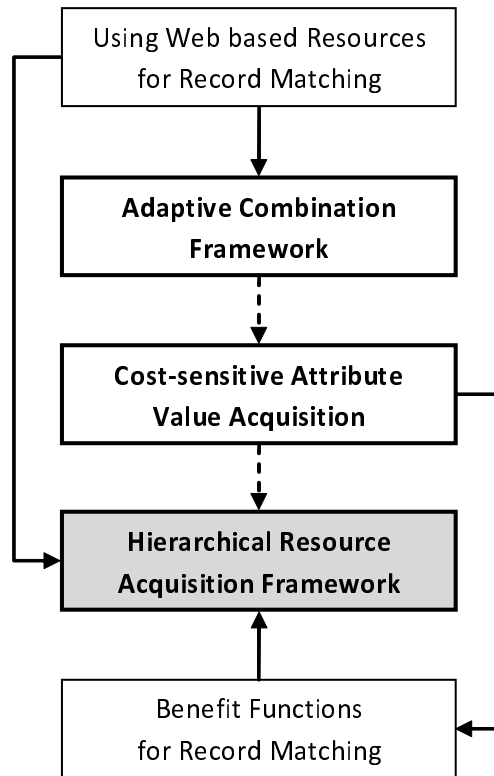 Using Web based Resources
for Record Matching
Adaptive Combination
Framework
Cost-sensitive Attribute
Value Acquisition
Hierarchical Resource
Acquisition Framework
Benefit Functions
for Record Matching